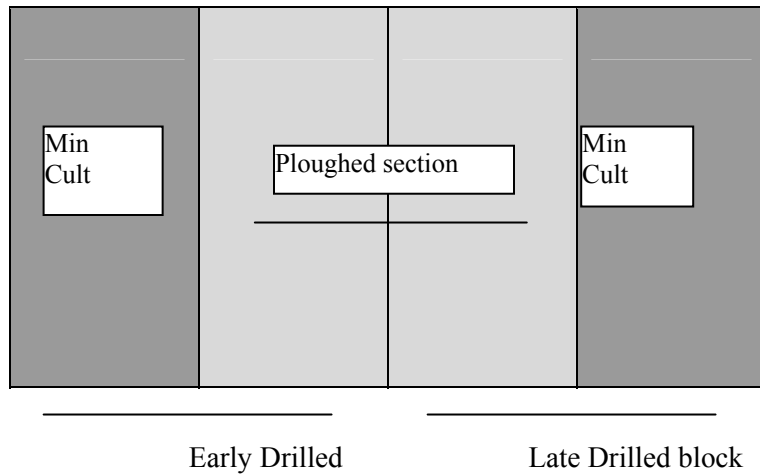 Min
Cult
Ploughed section
Min
Cult
Early Drilled
Late Drilled block